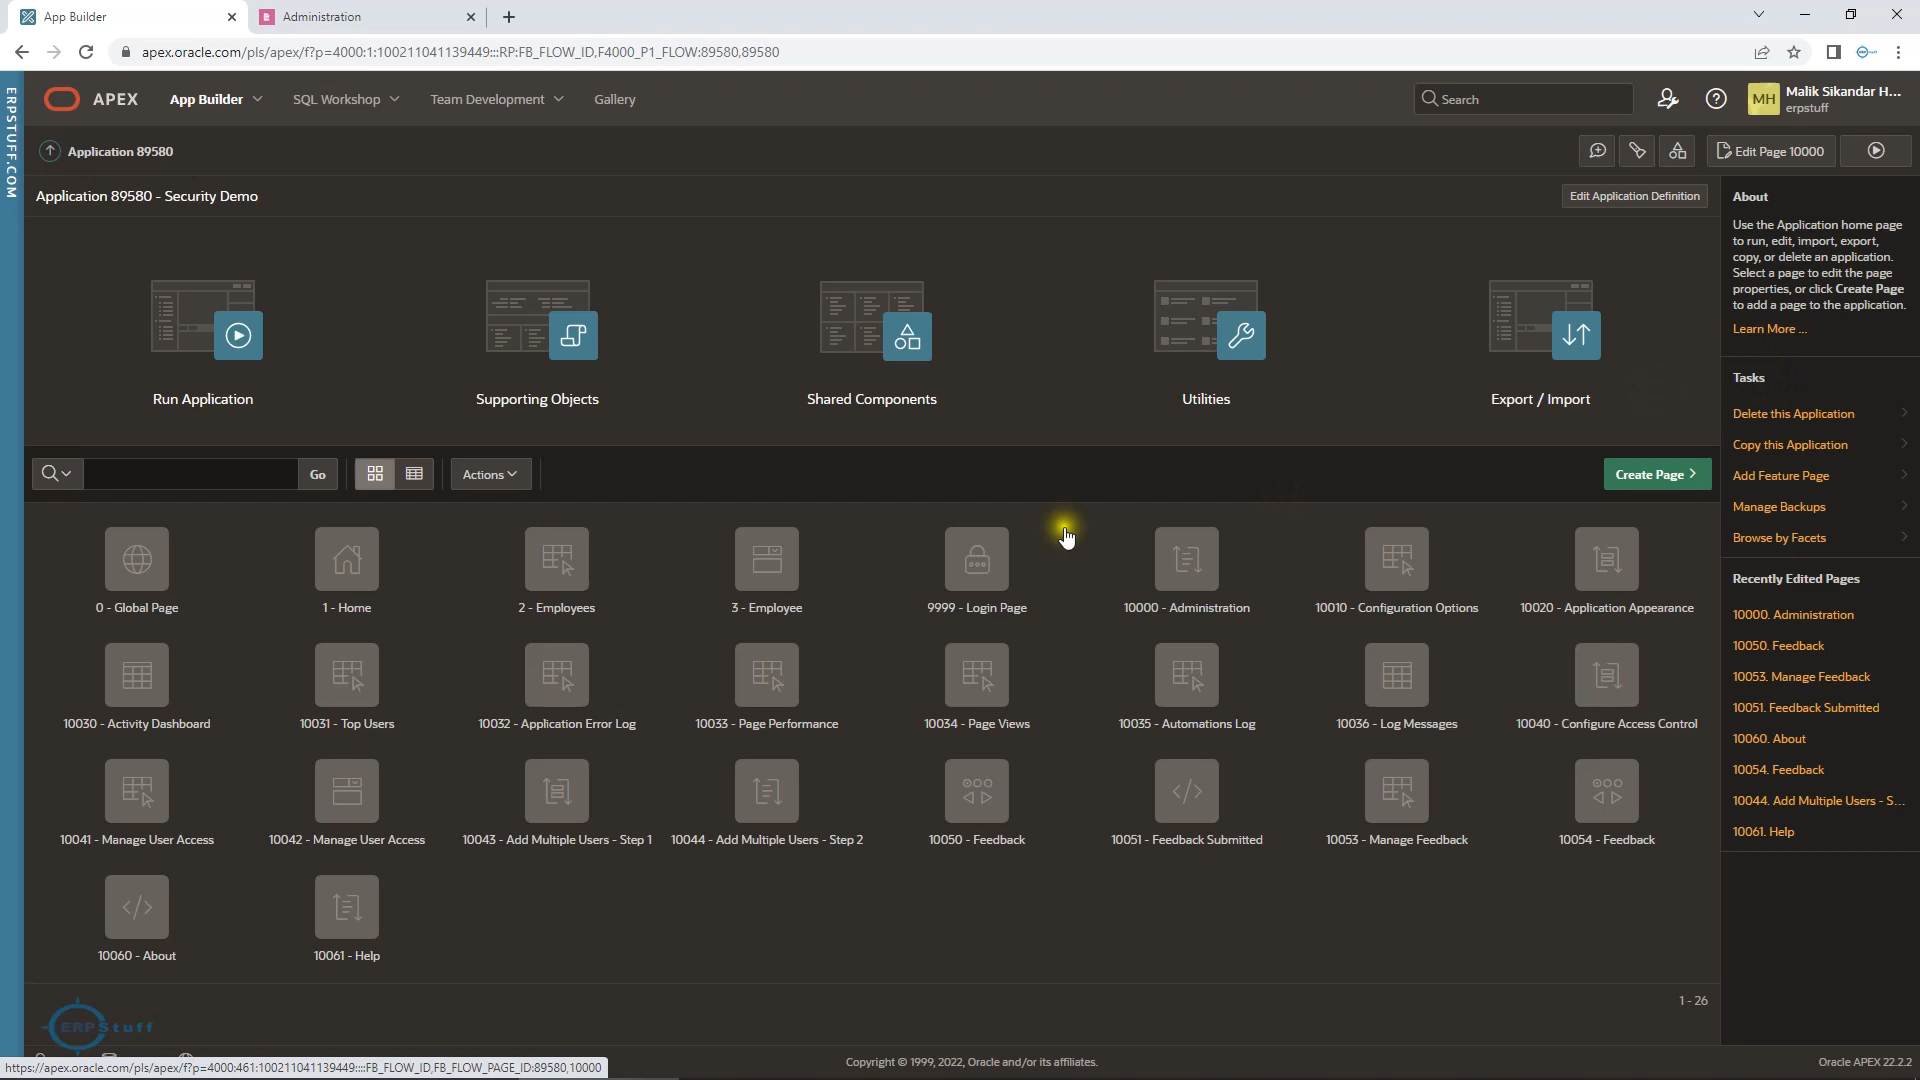 App Builder
Administration
apex.oracle.com/pls/apex/f?p=4000:1:100211041139449:::RP:FB_FLOW_ID,F4000_P1_FLOW:89580,89580
ERPSTUFF.COM
APEX
App Builder
SQL Workshop
Team Development
Gallery
Search
MH
Malik Sikandar H...
erpstuff
Application 89580
Edit Page 10000
Application 89580 - Security Demo
Edit Application Definition
Run Application
Supporting Objects
Shared Components
Utilities
Export / Import
Go
Actions
Create Page
0 - Global Page
1 - Home
2 - Employees
3 - Employee
9999 - Login Page
10000 - Administration
10010 - Configuration Options
10020 - Application Appearance
10030 - Activity Dashboard
10031 - Top Users
10032 - Application Error Log
10033 - Page Performance
10034 - Page Views
10035 - Automations Log
10036 - Log Messages
10040 - Configure Access Control
10041 - Manage User Access
10042 - Manage User Access
10043 - Add Multiple Users - Step 1
10044 - Add Multiple Users - Step 2
10050 - Feedback
10051 - Feedback Submitted
10053 - Manage Feedback
10054 - Feedback
10060 - About
10061 - Help
1 - 26
About
Use the Application home page
to run, edit, import, export,
copy, or delete an application.
Select a page to edit the page
properties, or click Create Page
to add a page to the application.
Learn More ...
Tasks
Delete this Application
Copy this Application
Add Feature Page
Manage Backups
Browse by Facets
Recently Edited Pages
10000. Administration
10050. Feedback
10053. Manage Feedback
10051. Feedback Submitted
10060. About
10054. Feedback
10044. Add Multiple Users - S...
10061. Help
ERPStuff
https://apex.oracle.com/pls/apex/f?p=4000:461:100211041139449::::FB_FLOW_ID,FB_FLOW_PAGE_ID:89580,10000
Copyright © 1999, 2022, Oracle and/or its affiliates.
Oracle APEX 22.2.2